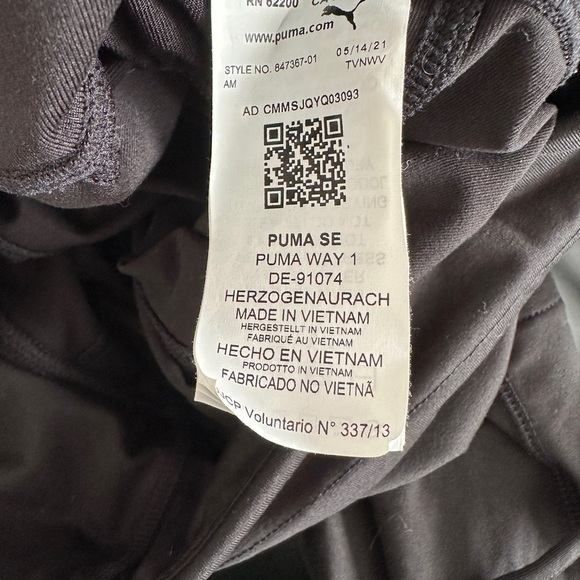 RN 62200
www.puma.com
STYLE NO. 847367-01 05/14/21
AM TVNWV
AD CMMSJQYQ03093
PUMA SE
PUMA WAY 1
DE-91074
HERZOGENAURACH
MADE IN VIETNAM
HERGESTELLT IN VIETNAM
FABRIQUÉ AU VIETNAM
HECHO EN VIETNAM
PRODOTTO IN VIETNAM
FABRICADO NO VIETNÃ
Voluntario N° 337/13